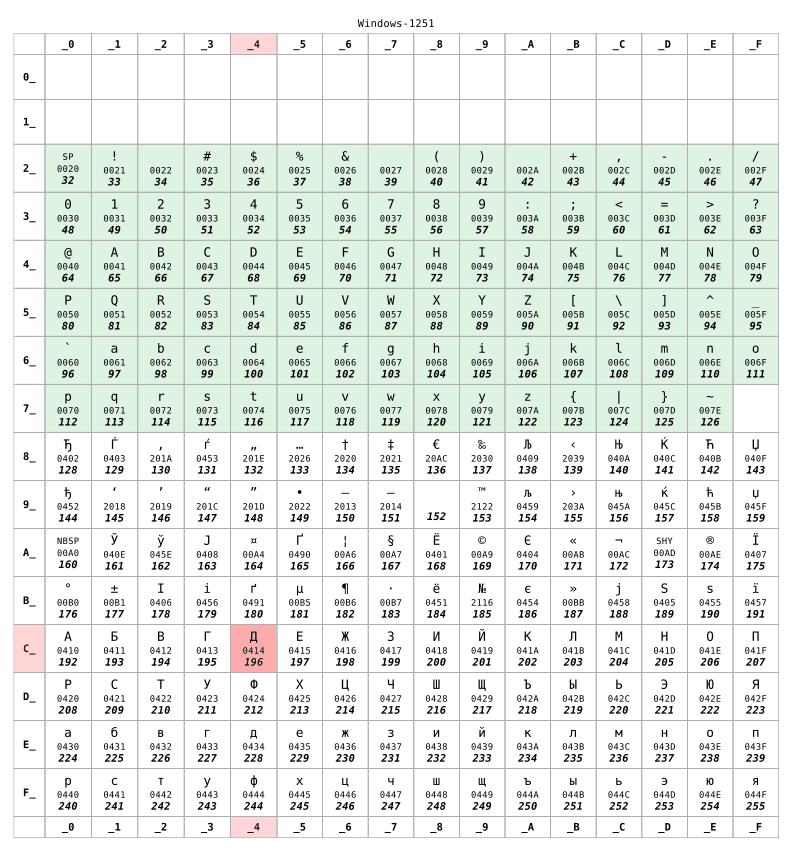 Windows-1251
_0 _1 _2 _3 _4 _5 _6 _7 _8 _9 _A _B _C _D _E _F
0_
1_
SP ! # $ % & ( ) + , - . /
2_ 0020 0021 0022 0023 0024 0025 0026 0027 0028 0029 002A 002B 002C 002D 002E 002F
32 33 34 35 36 37 38 39 40 41 42 43 44 45 46 47
0 1 2 3 4 5 6 7 8 9 : ; < = > ?
3_ 0030 0031 0032 0033 0034 0035 0036 0037 0038 0039 003A 003B 003C 003D 003E 003F
48 49 50 51 52 53 54 55 56 57 58 59 60 61 62 63
@ A B C D E F G H I J K L M N O
4_ 0040 0041 0042 0043 0044 0045 0046 0047 0048 0049 004A 004B 004C 004D 004E 004F
64 65 66 67 68 69 70 71 72 73 74 75 76 77 78 79
P Q R S T U V W X Y Z [ \ ] ^ _
5_ 0050 0051 0052 0053 0054 0055 0056 0057 0058 0059 005A 005B 005C 005D 005E 005F
80 81 82 83 84 85 86 87 88 89 90 91 92 93 94 95
` a b c d e f g h i j k l m n o
6_ 0060 0061 0062 0063 0064 0065 0066 0067 0068 0069 006A 006B 006C 006D 006E 006F
96 97 98 99 100 101 102 103 104 105 106 107 108 109 110 111
p q r s t u v w x y z { | } ~
7_ 0070 0071 0072 0073 0074 0075 0076 0077 0078 0079 007A 007B 007C 007D 007E
112 113 114 115 116 117 118 119 120 121 122 123 124 125 126
Ђ Ѓ ‚ ѓ „ … † ‡ € ‰ Љ ‹ Њ Ќ Ћ Џ
8_ 0402 0403 201A 0453 201E 2026 2020 2021 20AC 2030 0409 2039 040A 040C 040B 040F
128 129 130 131 132 133 134 135 136 137 138 139 140 141 142 143
ђ ‘ ’ “ ” • – — ™ љ › њ ќ ћ џ
9_ 0452 2018 2019 201C 201D 2022 2013 2014 2122 0459 203A 045A 045C 045B 045F
144 145 146 147 148 149 150 151 152 153 154 155 156 157 158 159
NBSP Ў ў Ј ¤ Ґ ¦ § Ё © Є « ¬ SHY ® Ї
A_ 00A0 040E 045E 0408 00A4 0490 00A6 00A7 0401 00A9 0404 00AB 00AC 00AD 00AE 0407
160 161 162 163 164 165 166 167 168 169 170 171 172 173 174 175
° ± І і ґ µ ¶ · ё № є » ј Ѕ ѕ ї
B_ 00B0 00B1 0406 0456 0491 00B5 00B6 00B7 0451 2116 0454 00BB 0458 0405 0455 0457
176 177 178 179 180 181 182 183 184 185 186 187 188 189 190 191
А Б В Г Д Е Ж З И Й К Л М Н О П
C_ 0410 0411 0412 0413 0414 0415 0416 0417 0418 0419 041A 041B 041C 041D 041E 041F
192 193 194 195 196 197 198 199 200 201 202 203 204 205 206 207
Р С Т У Ф Х Ц Ч Ш Щ Ъ Ы Ь Э Ю Я
D_ 0420 0421 0422 0423 0424 0425 0426 0427 0428 0429 042A 042B 042C 042D 042E 042F
208 209 210 211 212 213 214 215 216 217 218 219 220 221 222 223
а б в г д е ж з и й к л м н о п
E_ 0430 0431 0432 0433 0434 0435 0436 0437 0438 0439 043A 043B 043C 043D 043E 043F
224 225 226 227 228 229 230 231 232 233 234 235 236 237 238 239
р с т у ф х ц ч ш щ ъ ы ь э ю я
F_ 0440 0441 0442 0443 0444 0445 0446 0447 0448 0449 044A 044B 044C 044D 044E 044F
240 241 242 243 244 245 246 247 248 249 250 251 252 253 254 255
_0 _1 _2 _3 _4 _5 _6 _7 _8 _9 _A _B _C _D _E _F